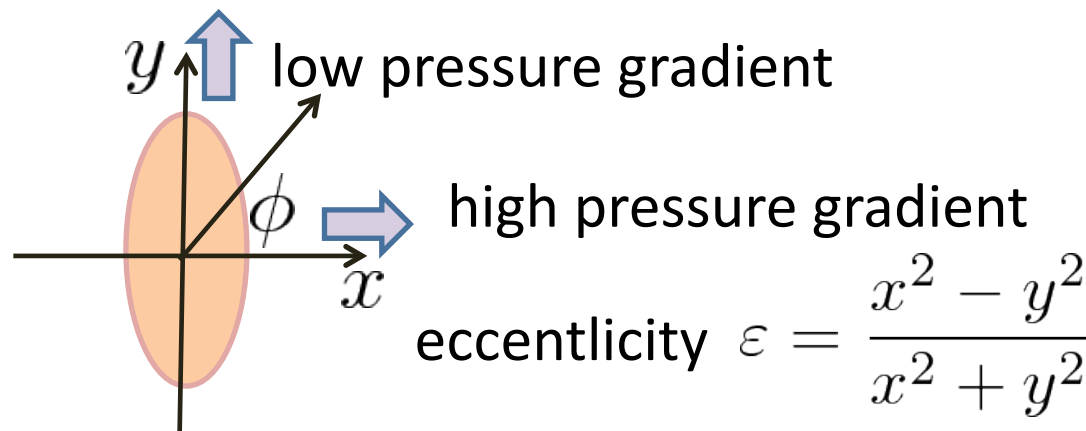 y
low pressure gradient
ϕ
high pressure gradient
x
eccentlicity ε = (x² − y²) / (x² + y²)